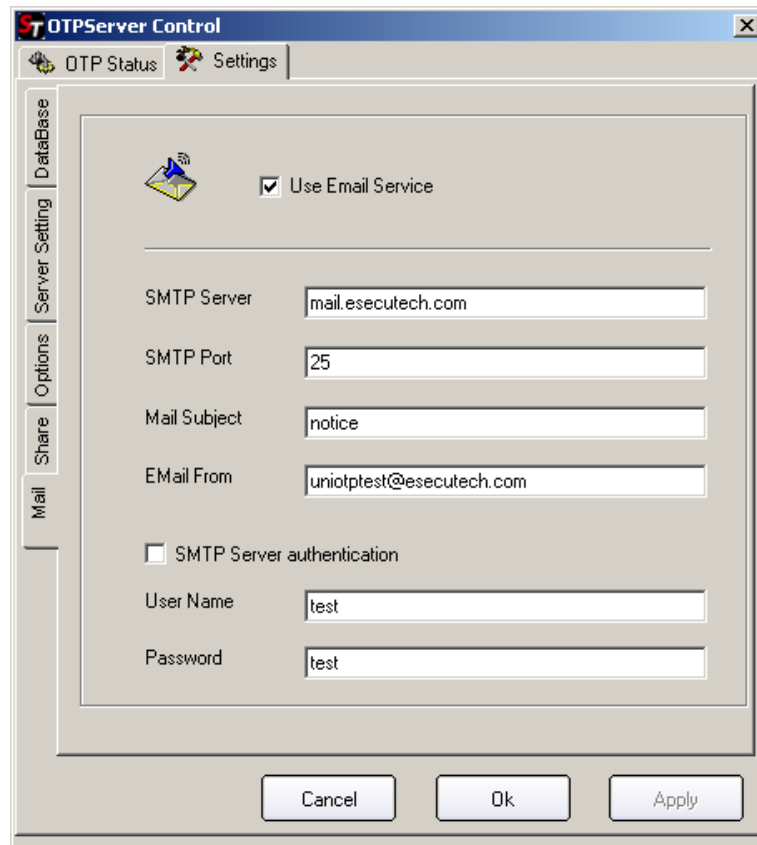 ST OTPServer Control
OTP Status Settings
DataBase
Server Setting
Options
Share
Mail
Use Email Service
SMTP Server mail.esecutech.com
SMTP Port 25
Mail Subject notice
EMail From uniotptest@esecutech.com
SMTP Server authentication
User Name test
Password test
Cancel Ok Apply